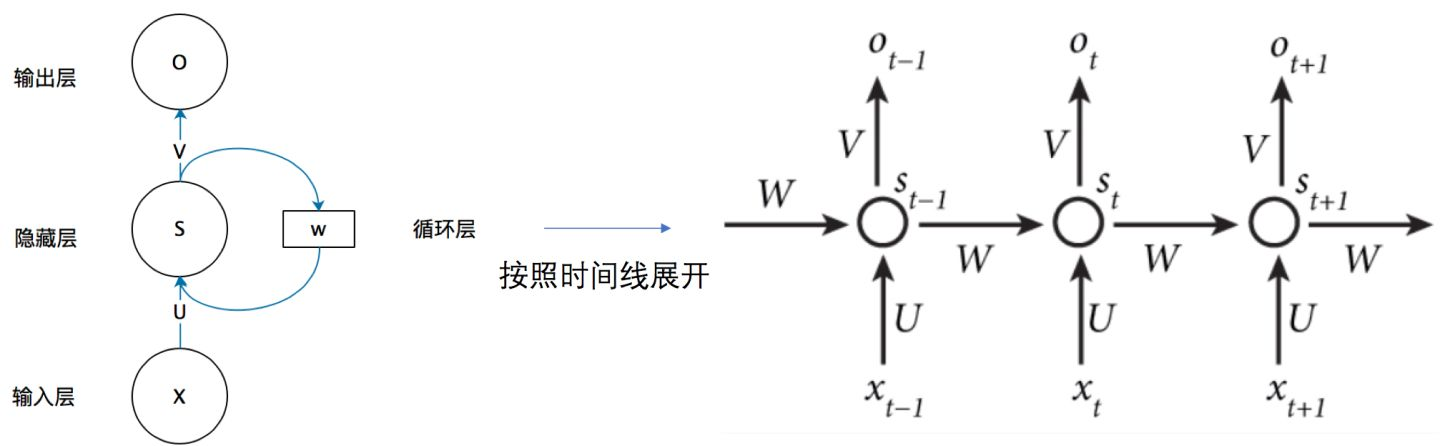 输出层
O
V
隐藏层
S
w
循环层
U
输入层
X
按照时间线展开
o_{t-1}
o_t
o_{t+1}
V
V
V
W
s_{t-1}
s_t
s_{t+1}
W
W
W
U
U
U
x_{t-1}
x_t
x_{t+1}